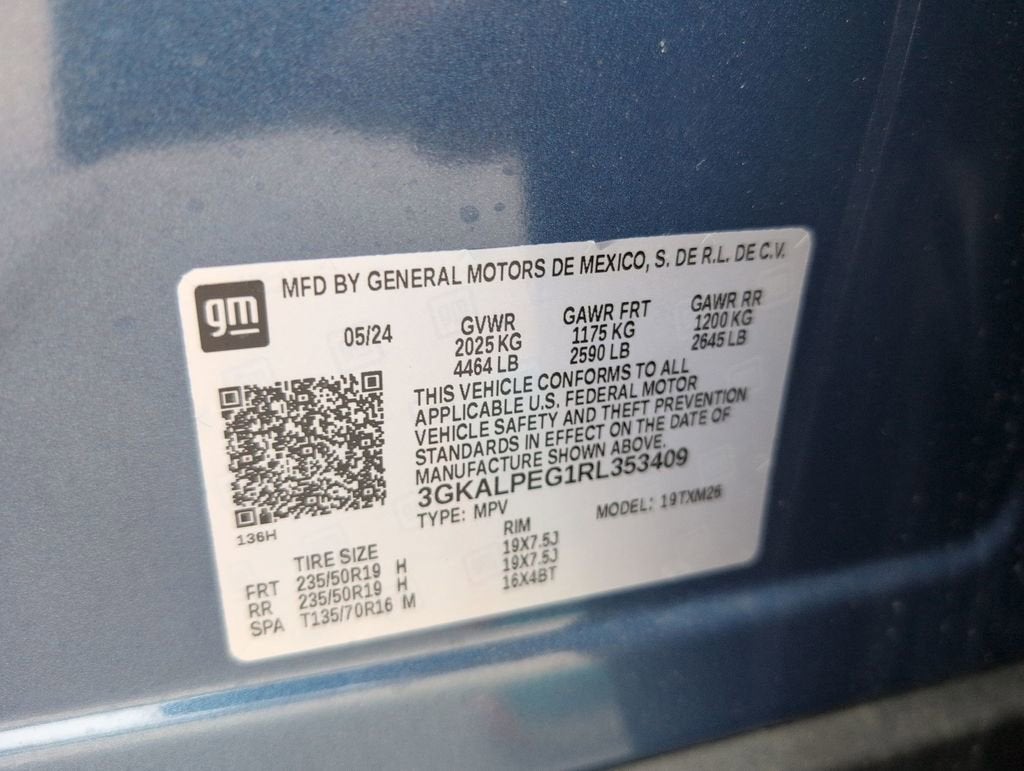 gm
MFD BY GENERAL MOTORS DE MEXICO, S. DE R.L. DE C.V.
05/24
GVWR
2025 KG
4464 LB
GAWR FRT
1175 KG
2590 LB
GAWR RR
1200 KG
2645 LB
THIS VEHICLE CONFORMS TO ALL
APPLICABLE U.S. FEDERAL MOTOR
VEHICLE SAFETY AND THEFT PREVENTION
STANDARDS IN EFFECT ON THE DATE OF
MANUFACTURE SHOWN ABOVE.
3GKALPEG1RL353409
TYPE: MPV
MODEL: 19TXM26
136H
TIRE SIZE RIM
FRT 235/50R19 H 19X7.5J
RR 235/50R19 H 19X7.5J
SPA T135/70R16 M 16X4BT